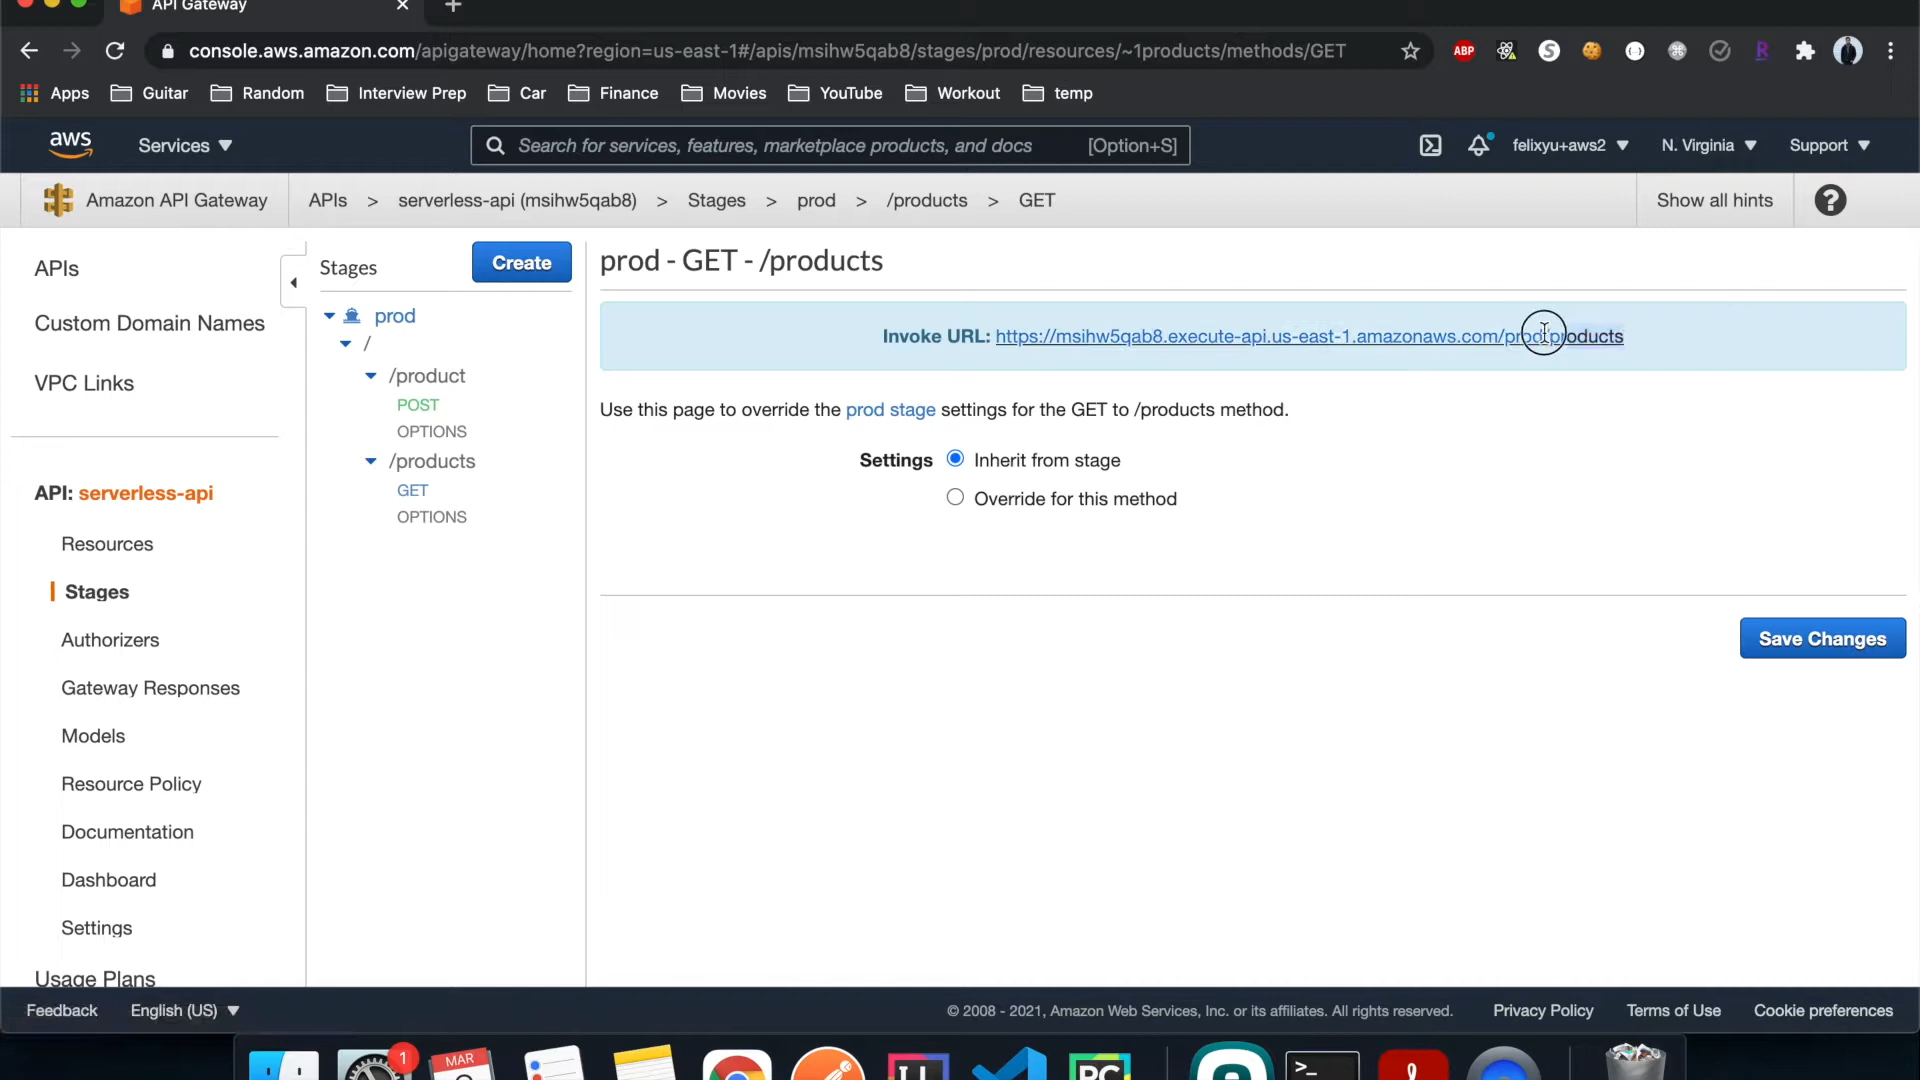 API Gateway
console.aws.amazon.com/apigateway/home?region=us-east-1#/apis/msihw5qab8/stages/prod/resources/~1products/methods/GET
ABP
S
R
Apps
Guitar
Random
Interview Prep
Car
Finance
Movies
YouTube
Workout
temp
aws
Services
Search for services, features, marketplace products, and docs
[Option+S]
felixyu+aws2
N. Virginia
Support
Amazon API Gateway
APIs > serverless-api (msihw5qab8) > Stages > prod > /products > GET
Show all hints
?
APIs
Custom Domain Names
VPC Links
API: serverless-api
Resources
Stages
Authorizers
Gateway Responses
Models
Resource Policy
Documentation
Dashboard
Settings
Usage Plans
Stages
Create
prod
/
/product
POST
OPTIONS
/products
GET
OPTIONS
prod - GET - /products
Invoke URL: https://msihw5qab8.execute-api.us-east-1.amazonaws.com/prod/products
Use this page to override the prod stage settings for the GET to /products method.
Settings
Inherit from stage
Override for this method
Save Changes
Feedback
English (US)
© 2008 - 2021, Amazon Web Services, Inc. or its affiliates. All rights reserved.
Privacy Policy
Terms of Use
Cookie preferences
1
MAR
PC
>_